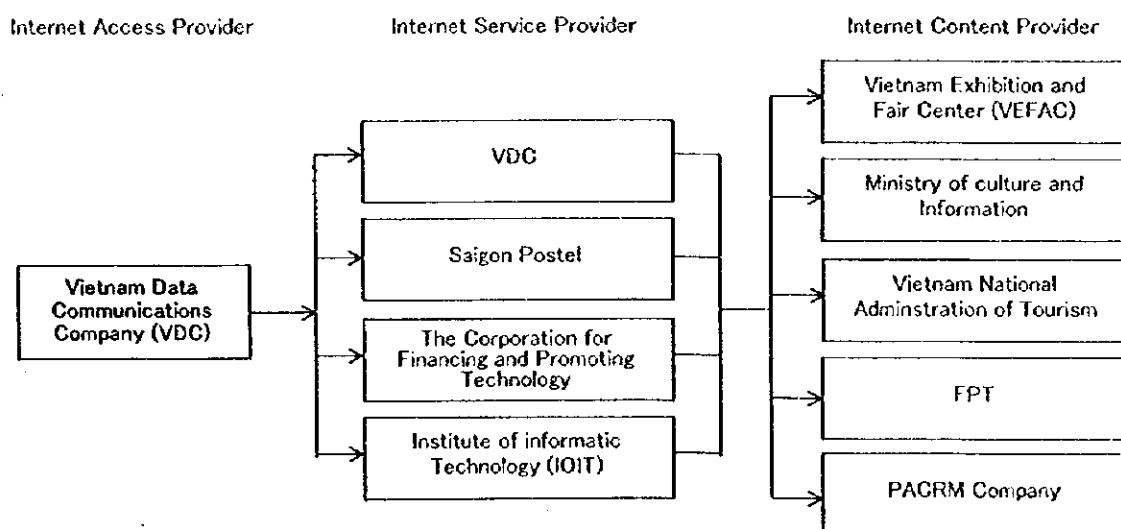 Internet Access Provider
Internet Service Provider
Internet Content Provider
Vietnam Data
Communications
Company (VDC)
VDC
Saigon Postel
The Corporation for
Financing and Promoting
Technology
Institute of informatic
Technology (IOIT)
Vietnam Exhibition and
Fair Center (VEFAC)
Ministry of culture and
Information
Vietnam National
Adminstration of Tourism
FPT
PACRM Company